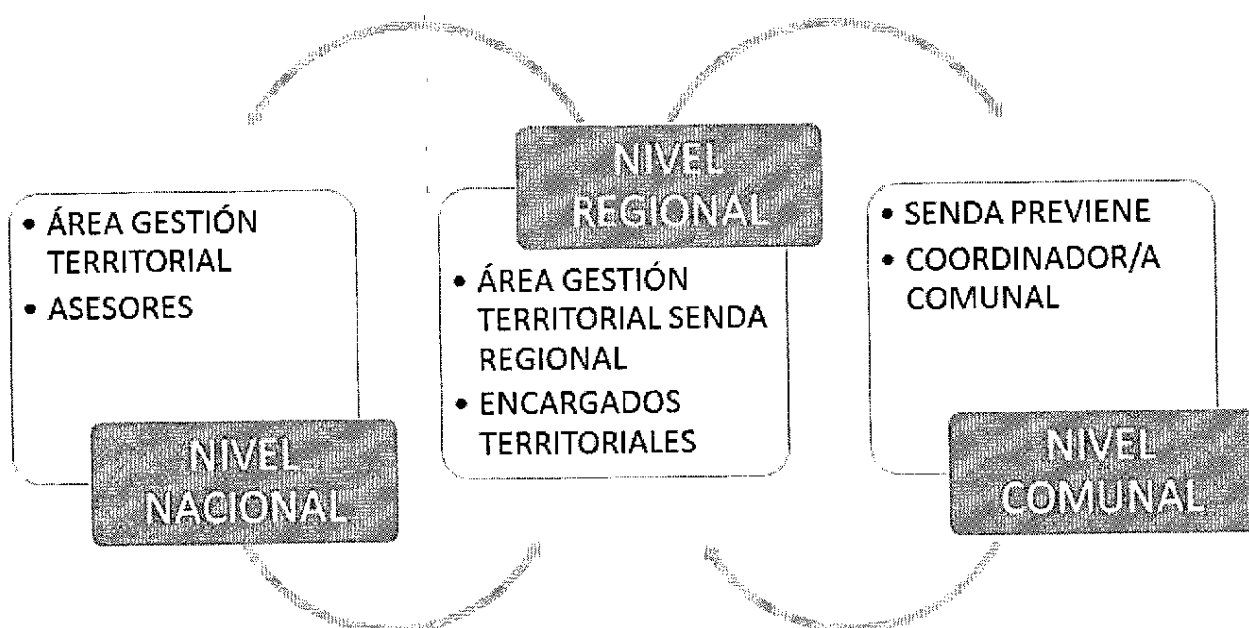 • ÁREA GESTIÓN
TERRITORIAL
• ASESORES
NIVEL
NACIONAL
NIVEL
REGIONAL
• ÁREA GESTIÓN
TERRITORIAL SENDA
REGIONAL
• ENCARGADOS
TERRITORIALES
• SENDA PREVIENE
• COORDINADOR/A
COMUNAL
NIVEL
COMUNAL